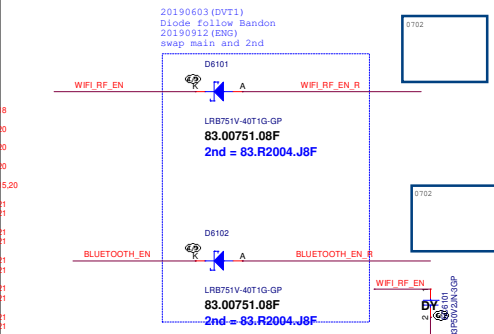 20190603(DVT1)
Diode follow Bandon
20190912(ENG)
swap main and 2nd
0702
D6101
WIFI_RF_EN
K
A
WIFI_RF_EN_R
LRB751V-40T1G-GP
83.00751.08F
2nd = 83.R2004.J8F
5,20
0702
D6102
BLUETOOTH_EN
K
A
BLUETOOTH_EN_R
WIFI_RF_EN
LRB751V-40T1G-GP
83.00751.08F
2nd = 83.R2004.J8F
DY